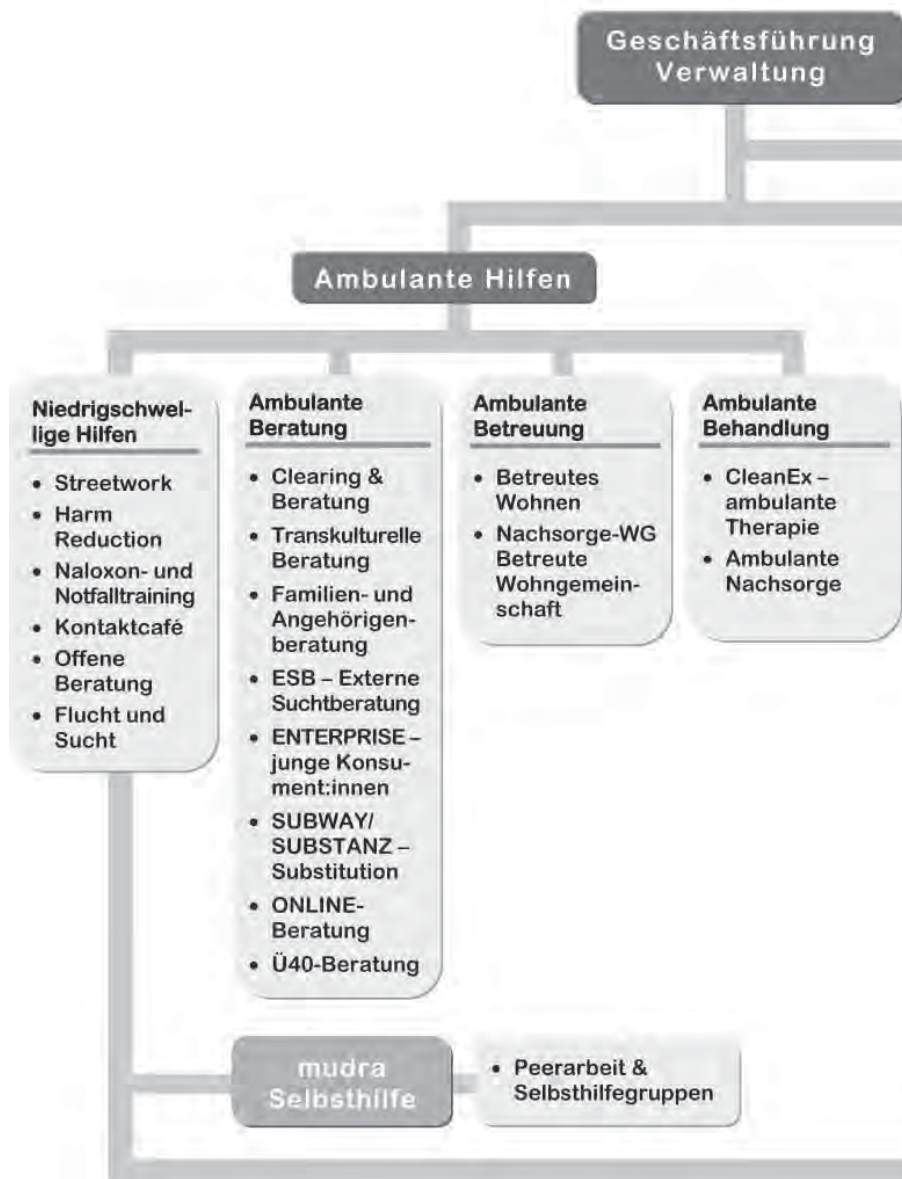 Geschäftsführung
Verwaltung
Ambulante Hilfen
Niedrigschwel-
lige Hilfen
• Streetwork
• Harm
Reduction
• Naloxon- und
Notfalltraining
• Kontaktcafé
• Offene
Beratung
• Flucht und
Sucht
Ambulante
Beratung
• Clearing &
Beratung
• Transkulturelle
Beratung
• Familien- und
Angehörigen-
beratung
• ESB – Externe
Suchtberatung
• ENTERPRISE –
junge Konsu-
ment:innen
• SUBWAY/
SUBSTANZ –
Substitution
• ONLINE-
Beratung
• Ü40-Beratung
Ambulante
Betreuung
• Betreutes
Wohnen
• Nachsorge-WG
Betreute
Wohngemein-
schaft
Ambulante
Behandlung
• CleanEx –
ambulante
Therapie
• Ambulante
Nachsorge
mudra
Selbsthilfe
• Peerarbeit &
Selbsthilfegruppen